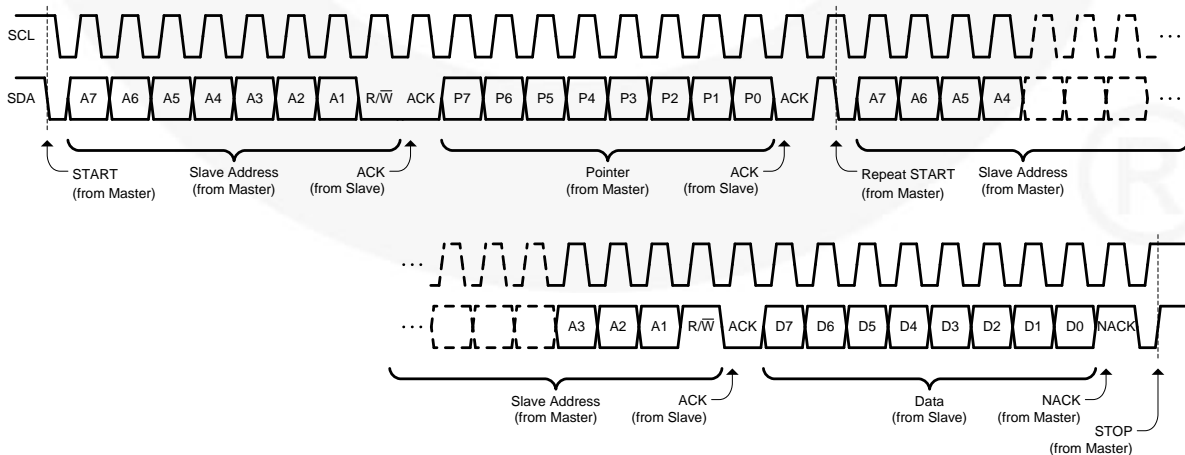 SCL
SDA A7 A6 A5 A4 A3 A2 A1 R/W̅ ACK P7 P6 P5 P4 P3 P2 P1 P0 ACK A7 A6 A5 A4 ···
START
(from Master)
Slave Address
(from Master)
ACK
(from Slave)
Pointer
(from Master)
ACK
(from Slave)
Repeat START
(from Master)
Slave Address
(from Master)
®
··· A3 A2 A1 R/W̅ ACK D7 D6 D5 D4 D3 D2 D1 D0 NACK
Slave Address
(from Master)
ACK
(from Slave)
Data
(from Slave)
NACK
(from Master)
STOP
(from Master)